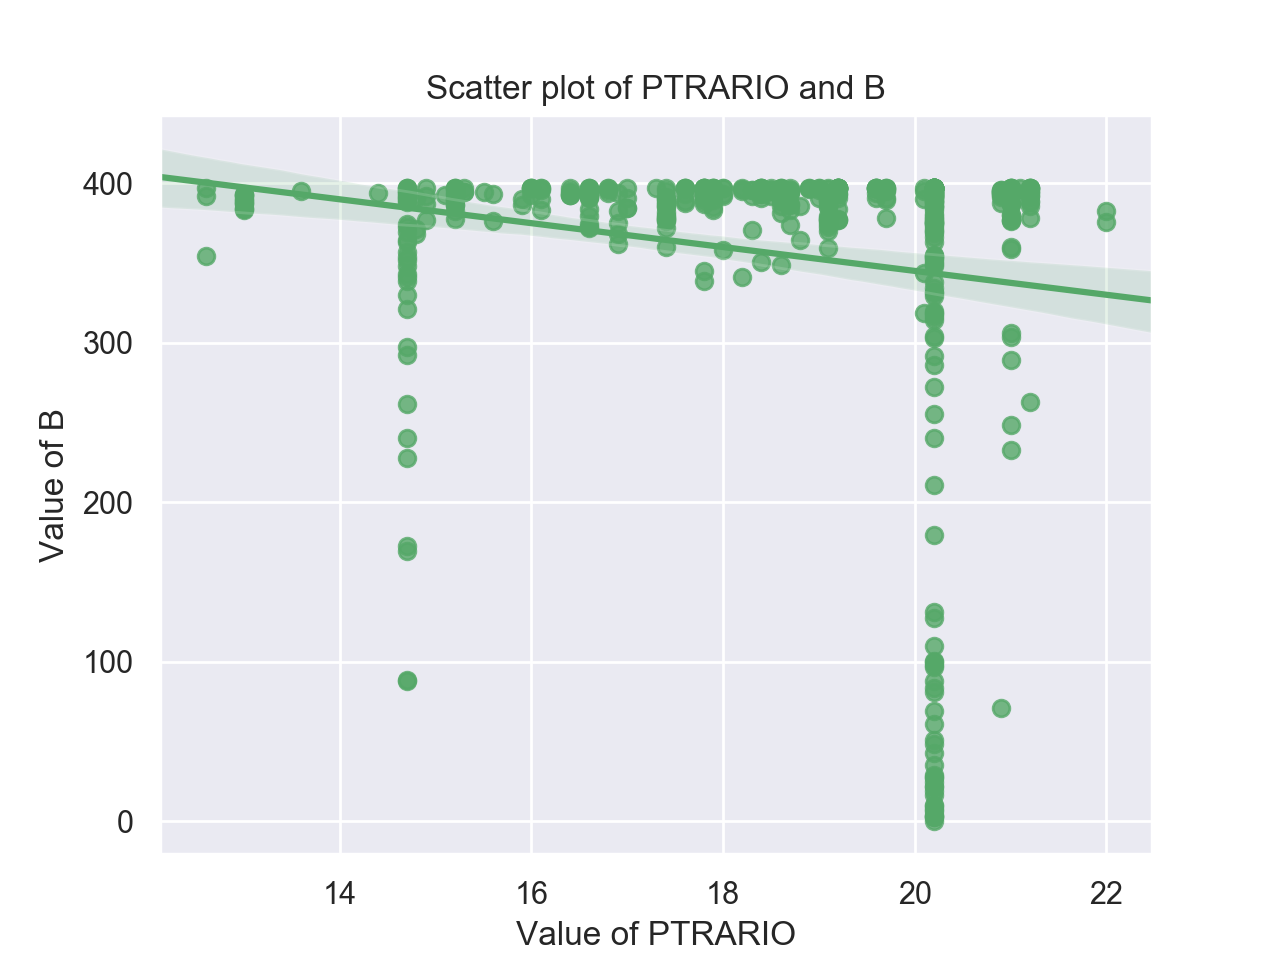 Scatter plot of PTRARIO and B
400
300
200
100
0
Value of B
14 16 18 20 22
Value of PTRARIO